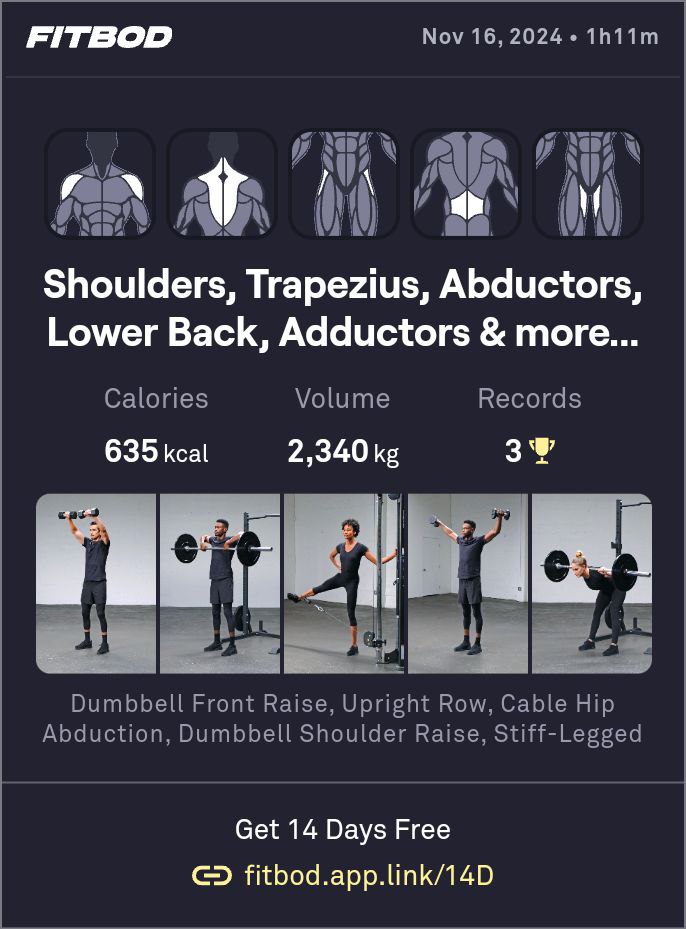 FITBOD
Nov 16, 2024 • 1h11m
Shoulders, Trapezius, Abductors,
Lower Back, Adductors & more...
Calories Volume Records
635 kcal 2,340 kg 3
Dumbbell Front Raise, Upright Row, Cable Hip
Abduction, Dumbbell Shoulder Raise, Stiff-Legged
Get 14 Days Free
fitbod.app.link/14D